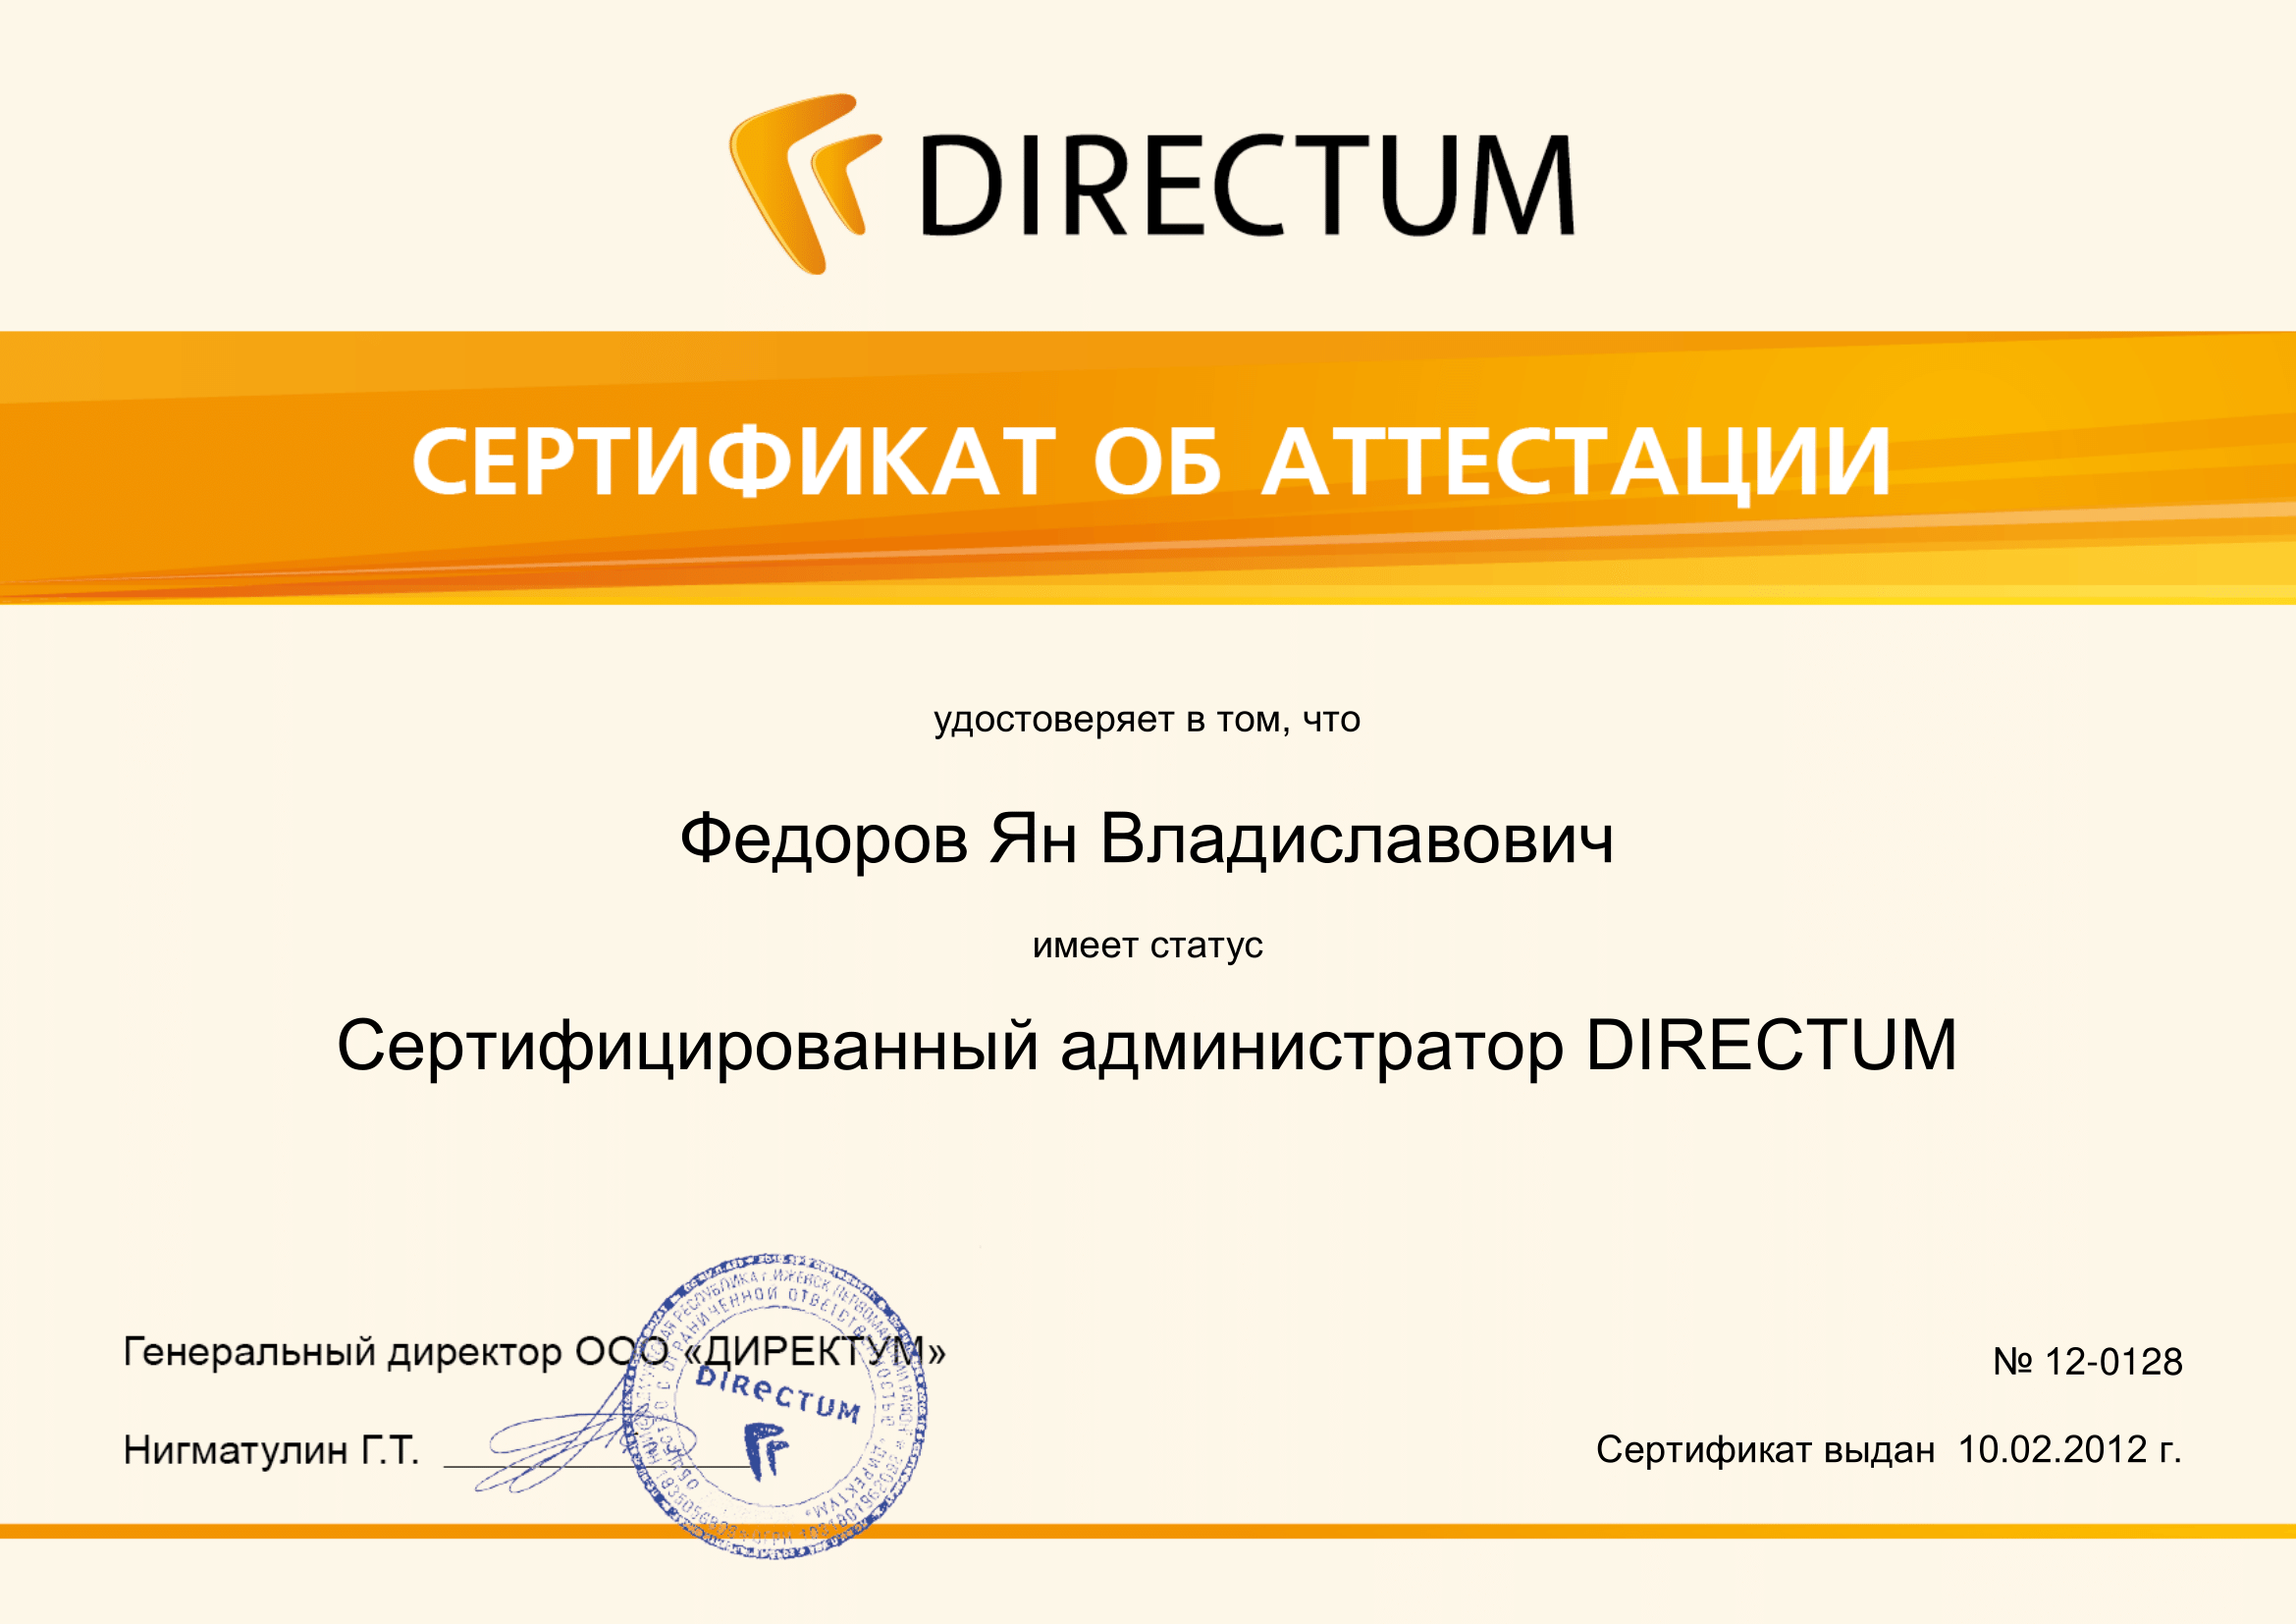 DIRECTUM
СЕРТИФИКАТ ОБ АТТЕСТАЦИИ
удостоверяет в том, что
Федоров Ян Владиславович
имеет статус
Сертифицированный администратор DIRECTUM
Генеральный директор ООО «ДИРЕКТУМ»
Нигматулин Г.Т.
DIRECTUM
№ 12-0128
Сертификат выдан 10.02.2012 г.